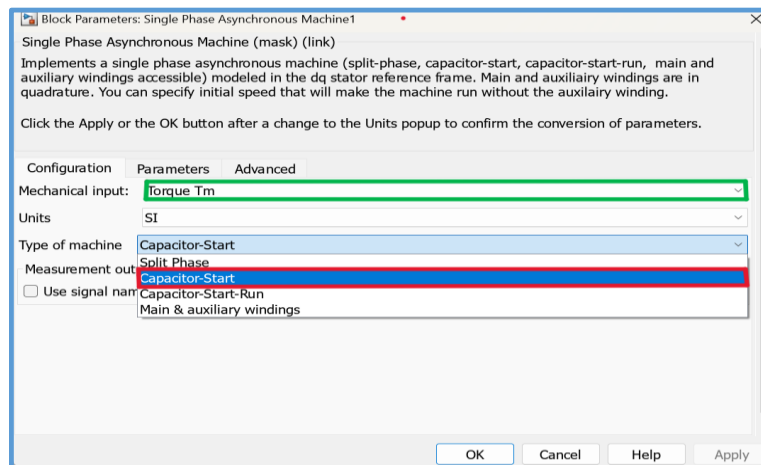 Block Parameters: Single Phase Asynchronous Machine1
Single Phase Asynchronous Machine (mask) (link)
Implements a single phase asynchronous machine (split-phase, capacitor-start, capacitor-start-run, main and
auxiliary windings accessible) modeled in the dq stator reference frame. Main and auxiliairy windings are in
quadrature. You can specify initial speed that will make the machine run without the auxilairy winding.
Click the Apply or the OK button after a change to the Units popup to confirm the conversion of parameters.
Configuration Parameters Advanced
Mechanical input: Torque Tm
Units SI
Type of machine Capacitor-Start
Split Phase
Measurement out
Capacitor-Start
Use signal nam
Capacitor-Start-Run
Main & auxiliary windings
OK Cancel Help Apply